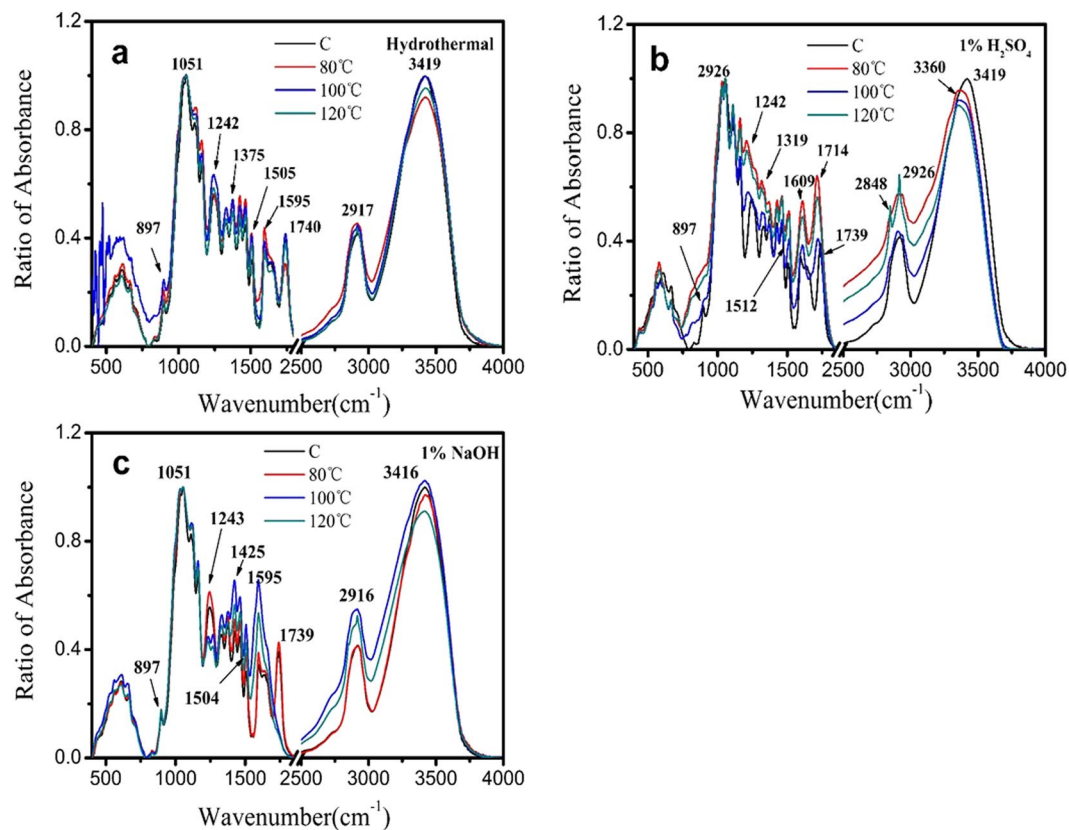 a
Hydrothermal
C
80℃
100℃
120℃
1051
3419
1242
1375
1505
1595
1740
2917
897
Ratio of Absorbance
0.0
0.4
0.8
1.2
500 1000 1500 2500 2500 3000 3500 4000
Wavenumber(cm-1)
b
1% H2SO4
C
80℃
100℃
120℃
2926
3360
3419
1242
1319
1714
1609
2848
2926
897
1512
1739
Ratio of Absorbance
0.0
0.4
0.8
1.2
500 1000 1500 250 2500 3000 3500 4000
Wavenumber(cm-1)
c
1% NaOH
C
80℃
100℃
120℃
1051
3416
1243
1425
1595
2916
1739
897
1504
Ratio of Absorbance
0.0
0.4
0.8
1.2
500 1000 1500 2500 3000 3500 4000
Wavenumber(cm-1)